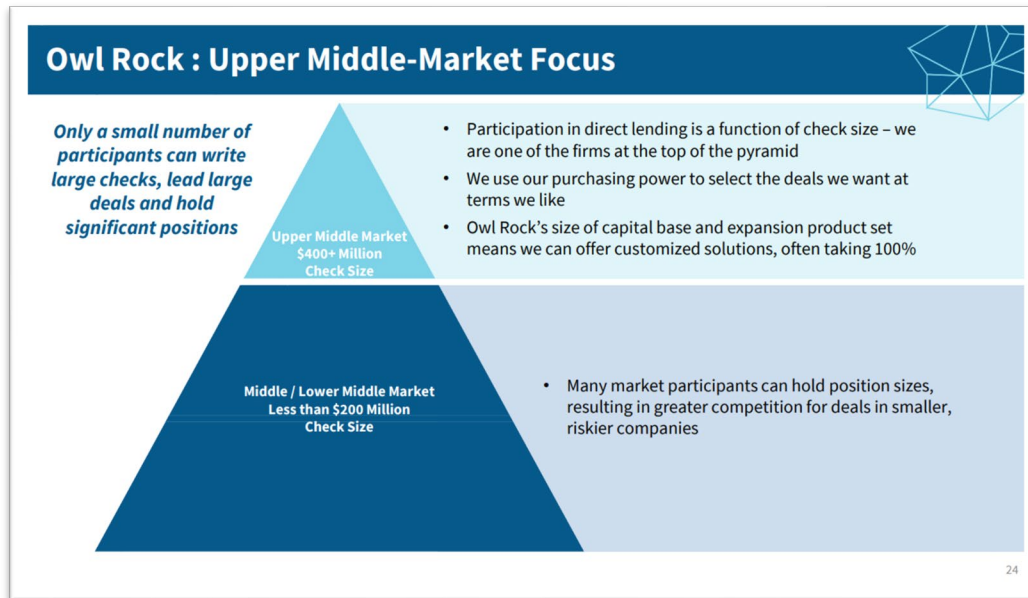 Owl Rock : Upper Middle-Market Focus
Only a small number of
participants can write
large checks, lead large
deals and hold
significant positions
Upper Middle Market
$400+ Million
Check Size
• Participation in direct lending is a function of check size – we
are one of the firms at the top of the pyramid
• We use our purchasing power to select the deals we want at
terms we like
• Owl Rock’s size of capital base and expansion product set
means we can offer customized solutions, often taking 100%
Middle / Lower Middle Market
Less than $200 Million
Check Size
• Many market participants can hold position sizes,
resulting in greater competition for deals in smaller,
riskier companies
24